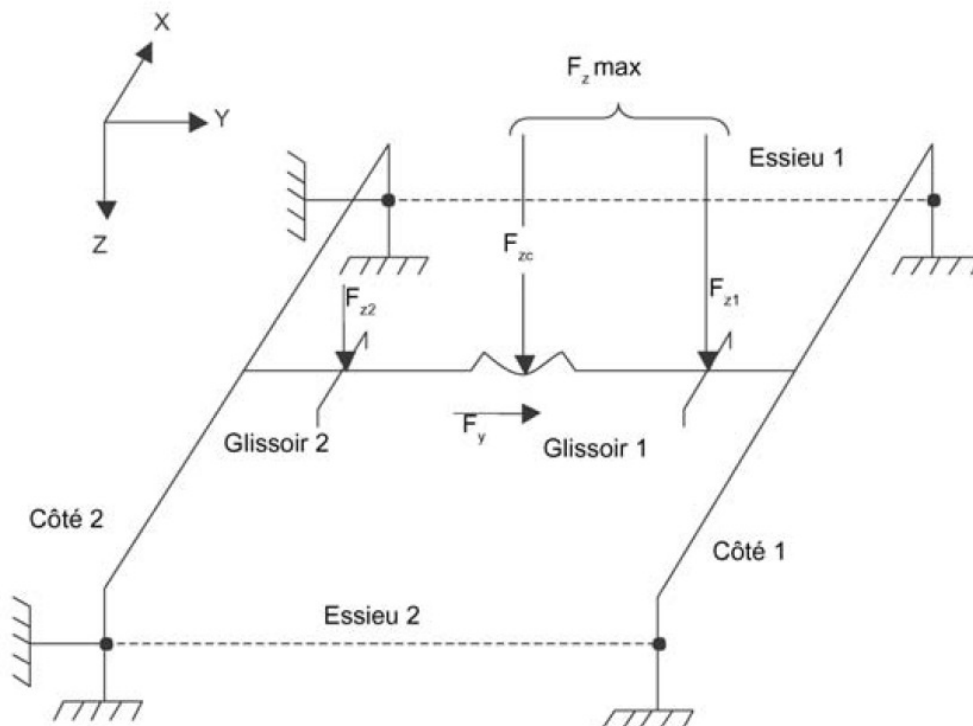 X
Y
Z
F_z max
Essieu 1
F_zc
F_z2
F_z1
F_y
Glissoir 2
Glissoir 1
Côté 2
Côté 1
Essieu 2